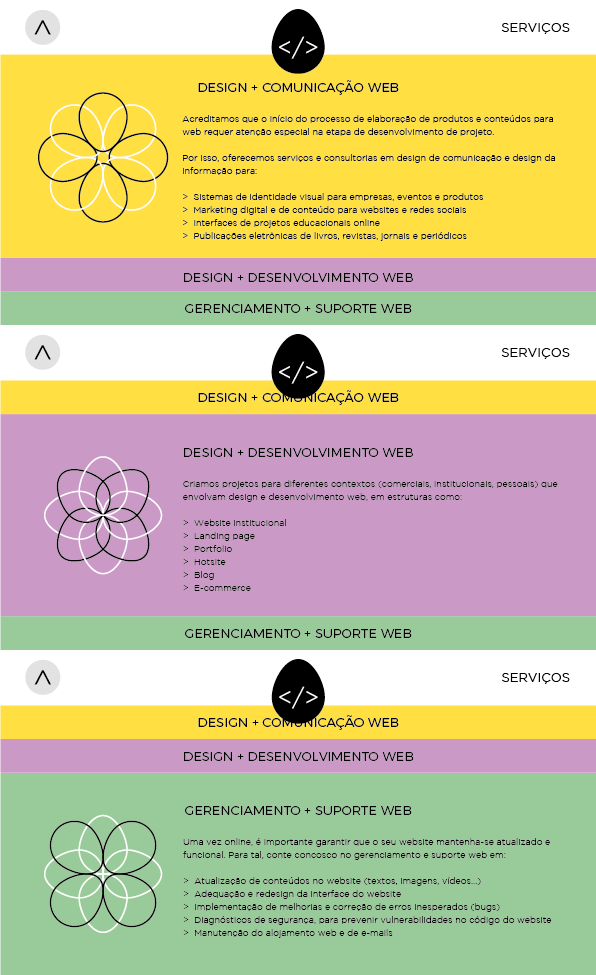 </>
SERVIÇOS
DESIGN + COMUNICAÇÃO WEB
Acreditamos que o início do processo de elaboração de produtos e conteúdos para
web requer atenção especial na etapa de desenvolvimento de projeto.
Por isso, oferecemos serviços e consultorias em design de comunicação e design da
informação para:
> Sistemas de identidade visual para empresas, eventos e produtos
> Marketing digital e de conteúdo para websites e redes sociais
> Interfaces de projetos educacionais online
> Publicações eletrônicas de livros, revistas, jornais e periódicos
DESIGN + DESENVOLVIMENTO WEB
GERENCIAMENTO + SUPORTE WEB
</>
SERVIÇOS
DESIGN + COMUNICAÇÃO WEB
DESIGN + DESENVOLVIMENTO WEB
Criamos projetos para diferentes contextos (comerciais, institucionais, pessoais) que
envolvam design e desenvolvimento web, em estruturas como:
> Website institucional
> Landing page
> Portfolio
> Hotsite
> Blog
> E-commerce
GERENCIAMENTO + SUPORTE WEB
</>
SERVIÇOS
DESIGN + COMUNICAÇÃO WEB
DESIGN + DESENVOLVIMENTO WEB
GERENCIAMENTO + SUPORTE WEB
Uma vez online, é importante garantir que o seu website mantenha-se atualizado e
funcional. Para tal, conte concosco no gerenciamento e suporte web em:
> Atualização de conteúdos no website (textos, imagens, vídeos...)
> Adequação e redesign da interface do website
> Implementação de melhorias e correção de erros inesperados (bugs)
> Diagnósticos de segurança, para prevenir vulnerabilidades no código do website
> Manutenção do alojamento web e de e-mails